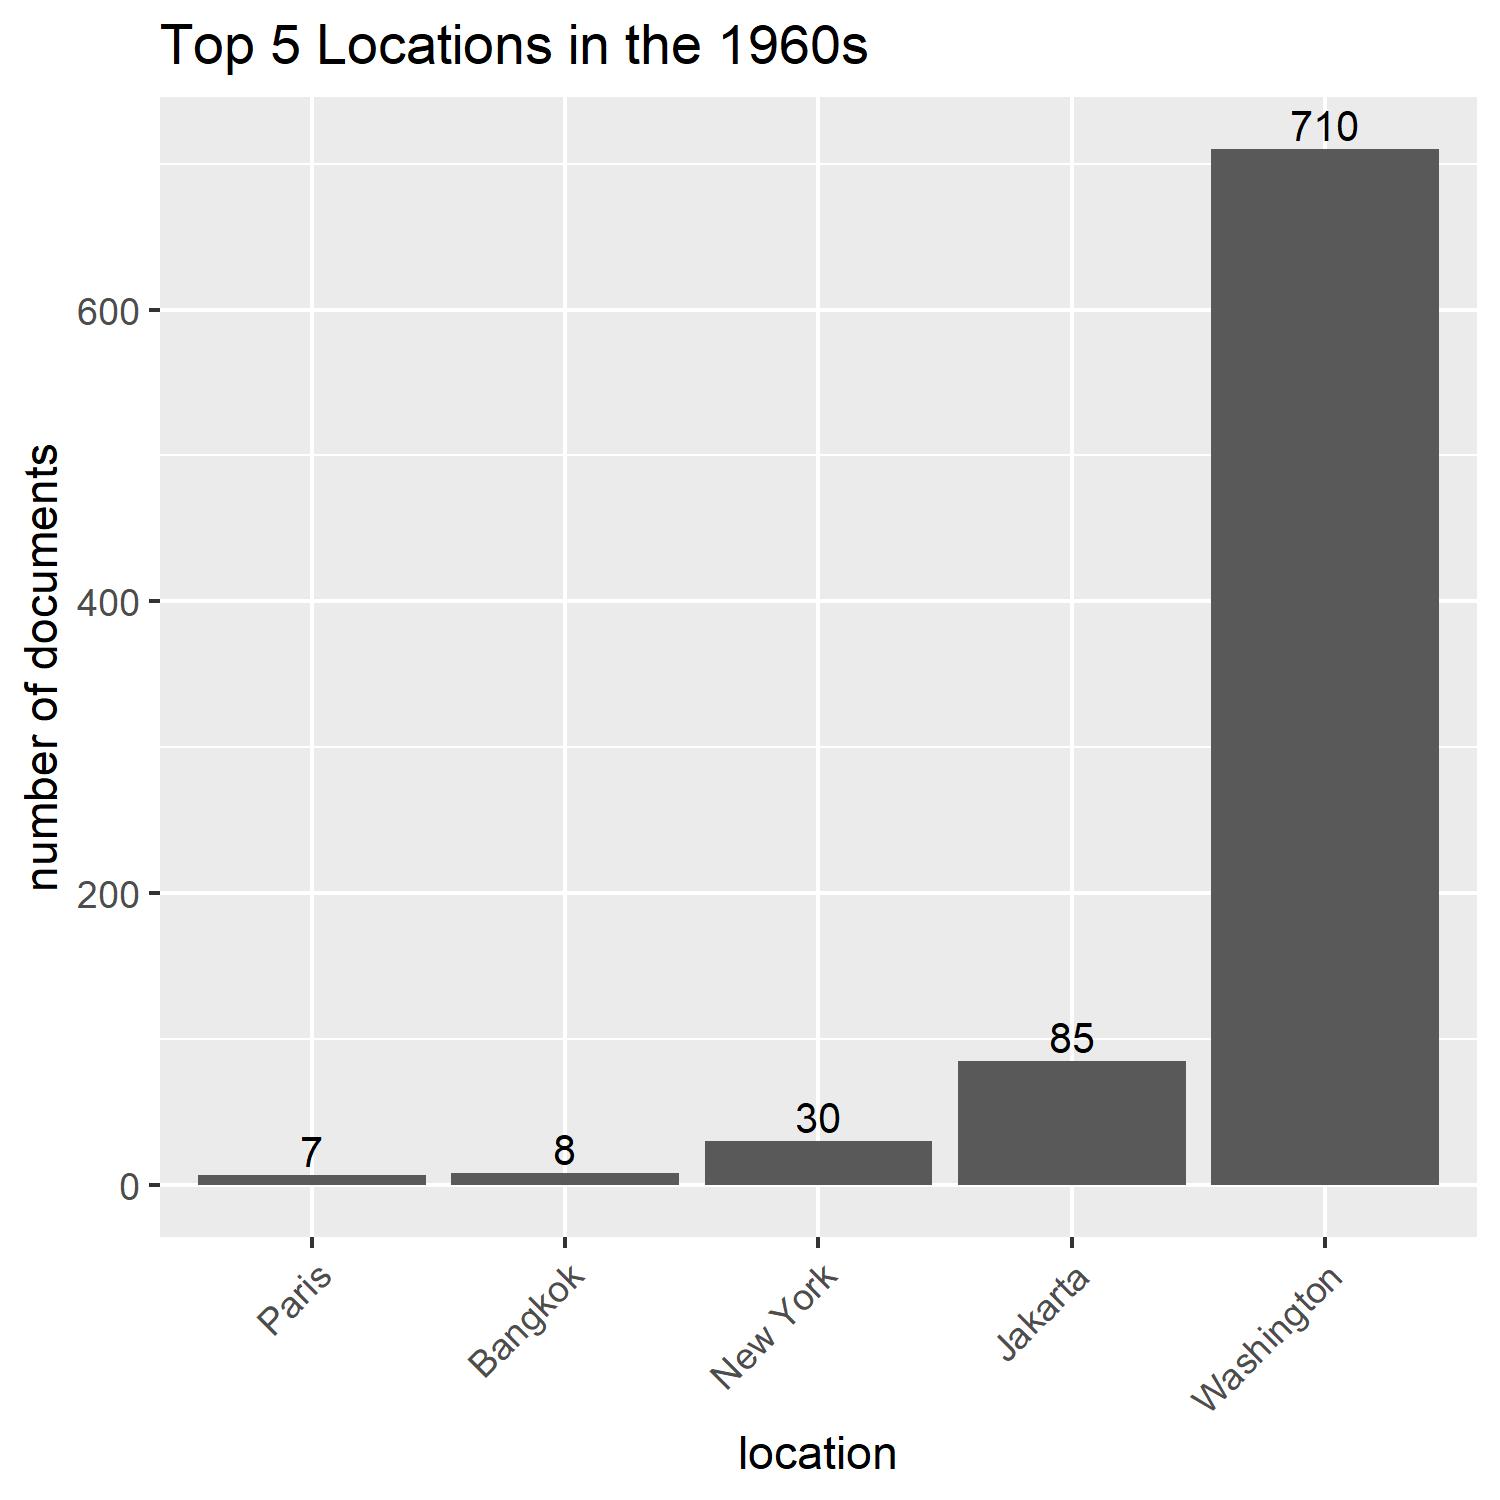 Top 5 Locations in the 1960s
number of documents
600
400
200
0
7
8
30
85
710
Paris
Bangkok
New York
Jakarta
Washington
location